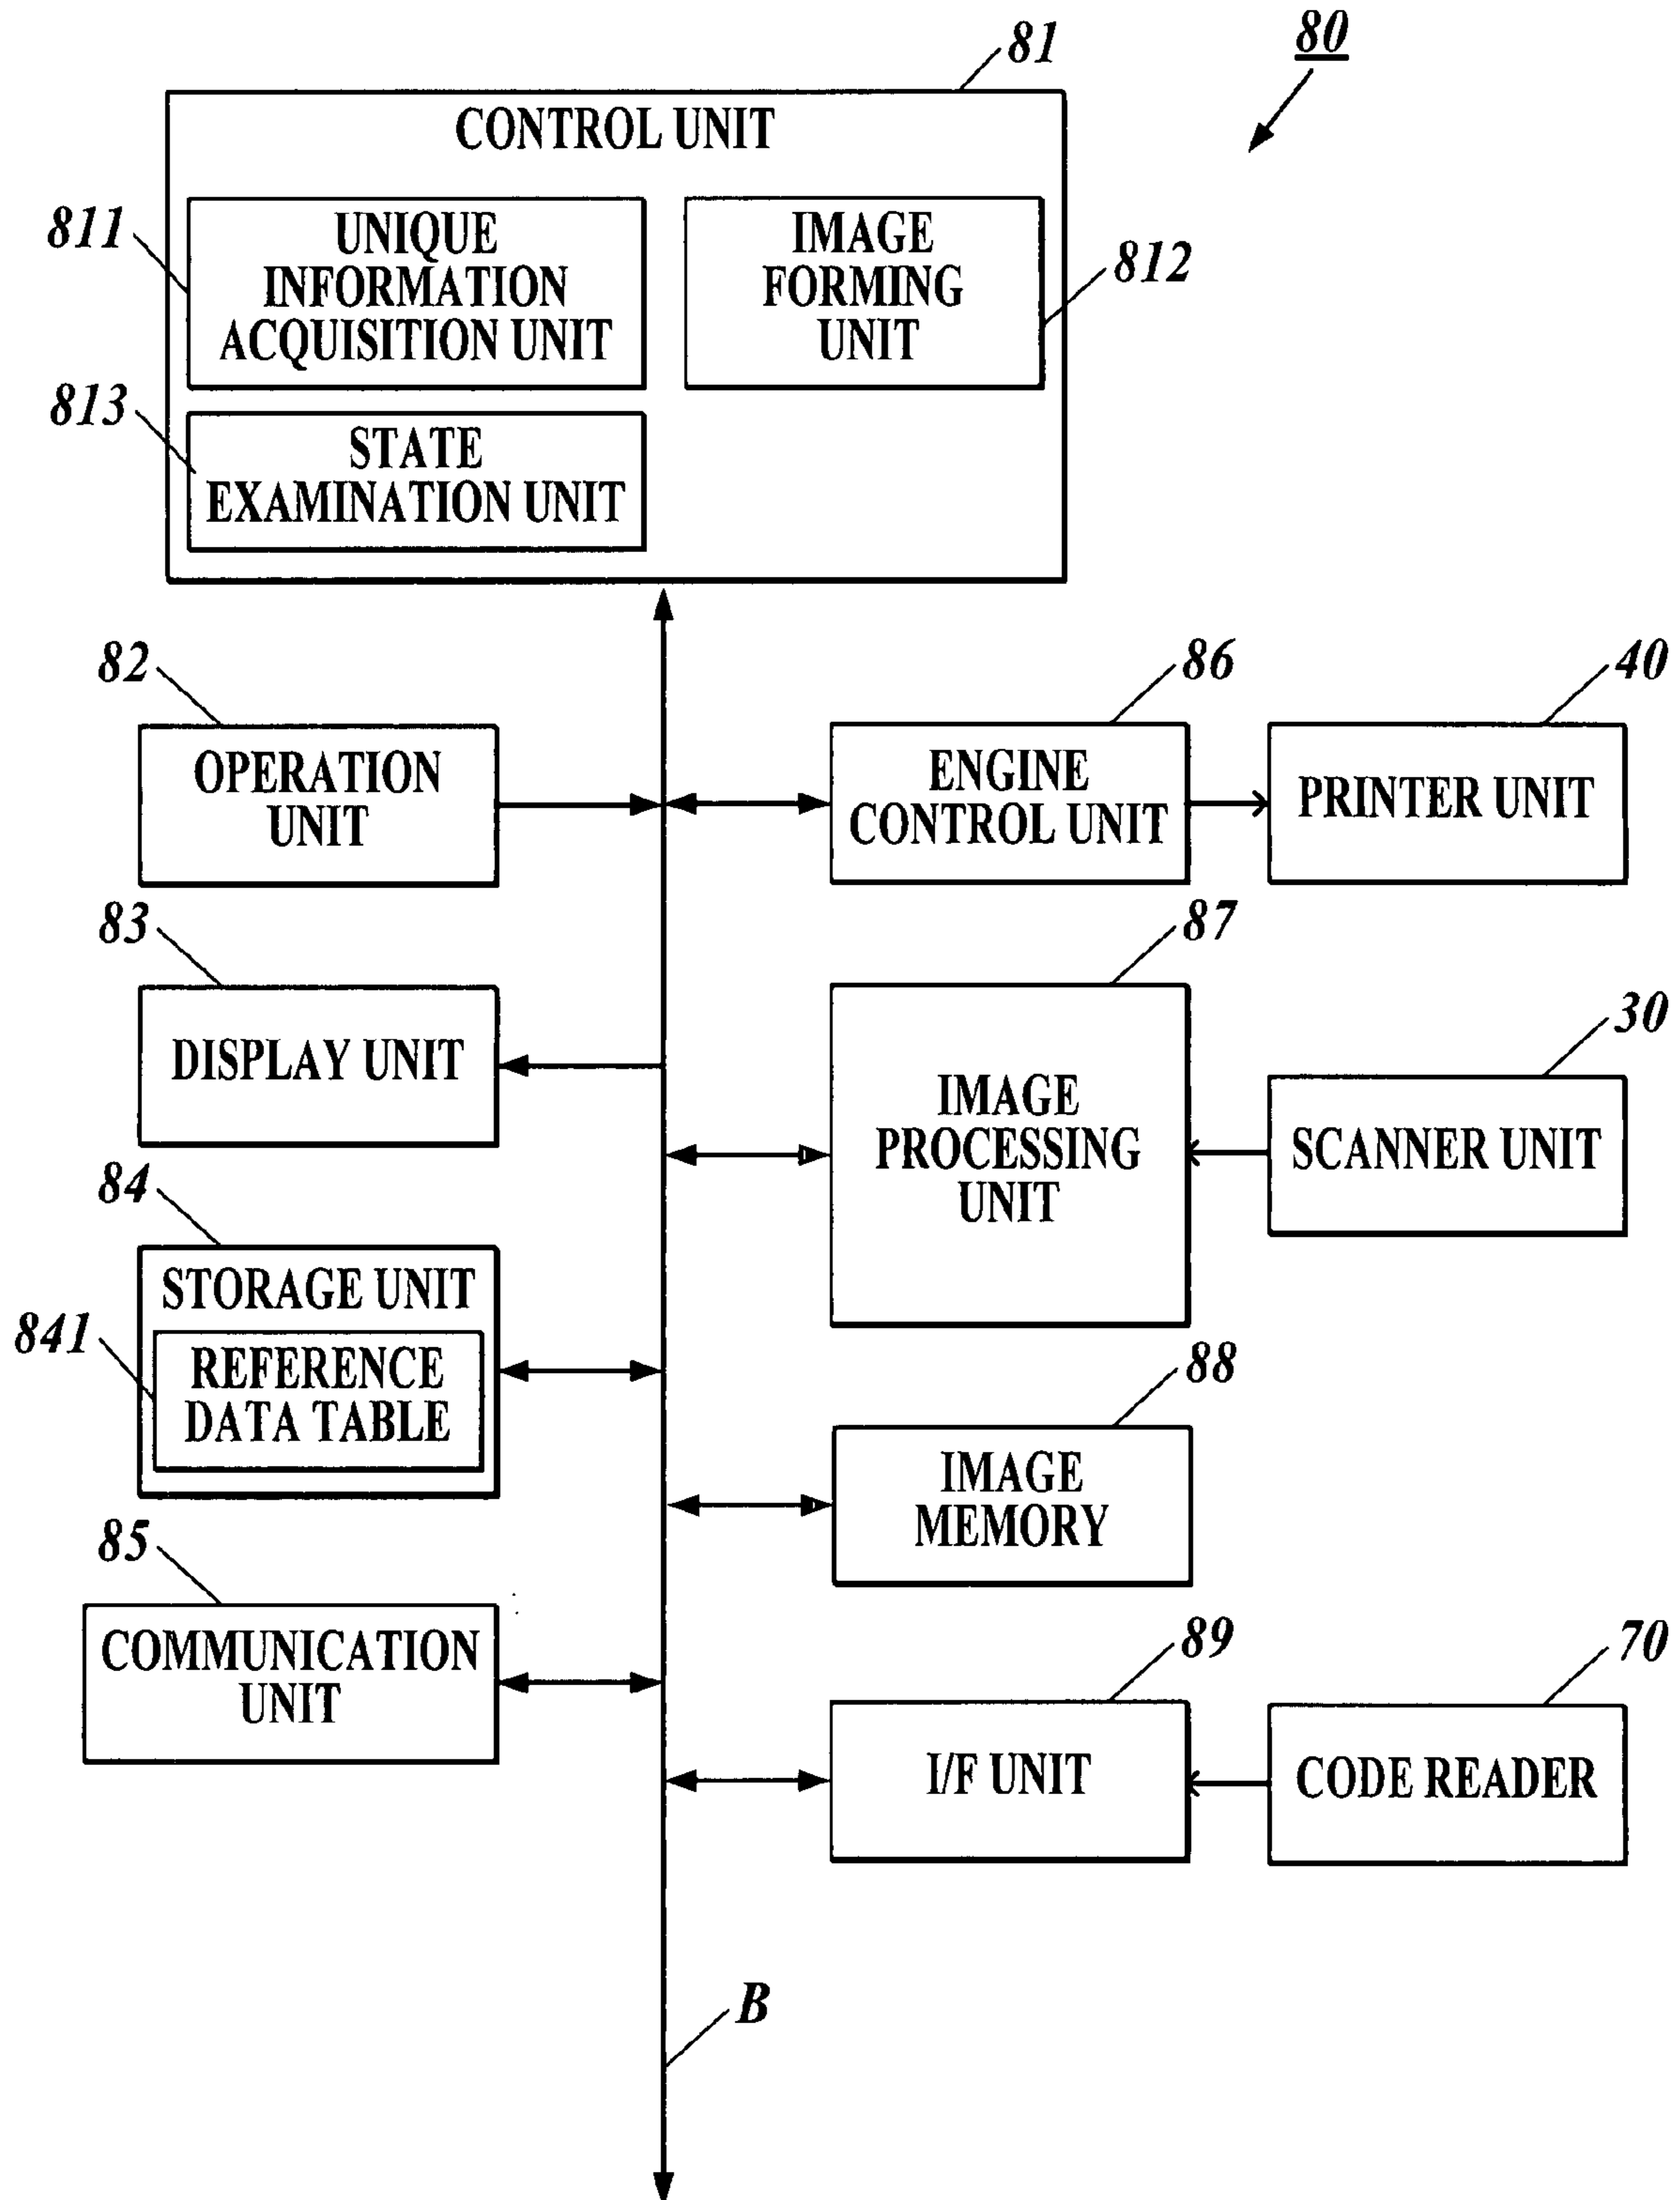 81
80
CONTROL UNIT
811
UNIQUE
INFORMATION
ACQUISITION UNIT
IMAGE
FORMING
UNIT
812
813
STATE
EXAMINATION UNIT
82
OPERATION
UNIT
86
ENGINE
CONTROL UNIT
40
PRINTER UNIT
83
DISPLAY UNIT
87
IMAGE
PROCESSING
UNIT
30
SCANNER UNIT
84
STORAGE UNIT
841
REFERENCE
DATA TABLE
88
IMAGE
MEMORY
85
COMMUNICATION
UNIT
89
I/F UNIT
70
CODE READER
B